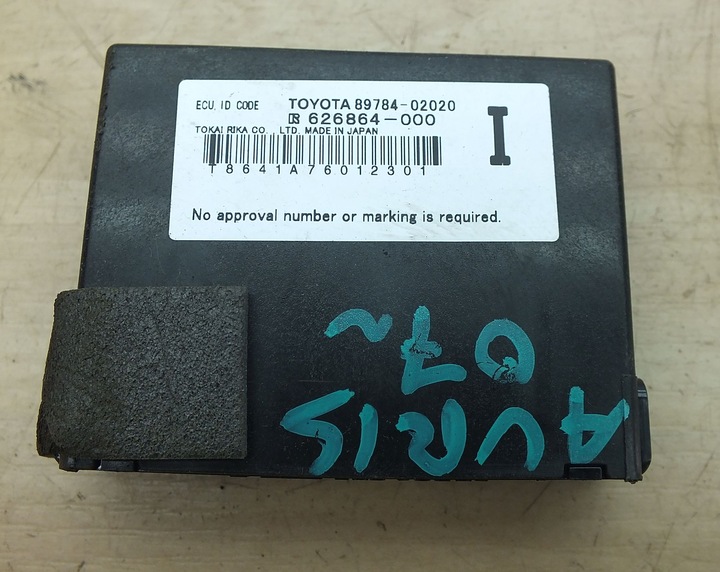 ECU. ID CODE TOYOTA 89784-02020
626864-000
TOKAI RIKA CO., LTD. MADE IN JAPAN
T8641A76012301
No approval number or marking is required.
I
AURIS
07~